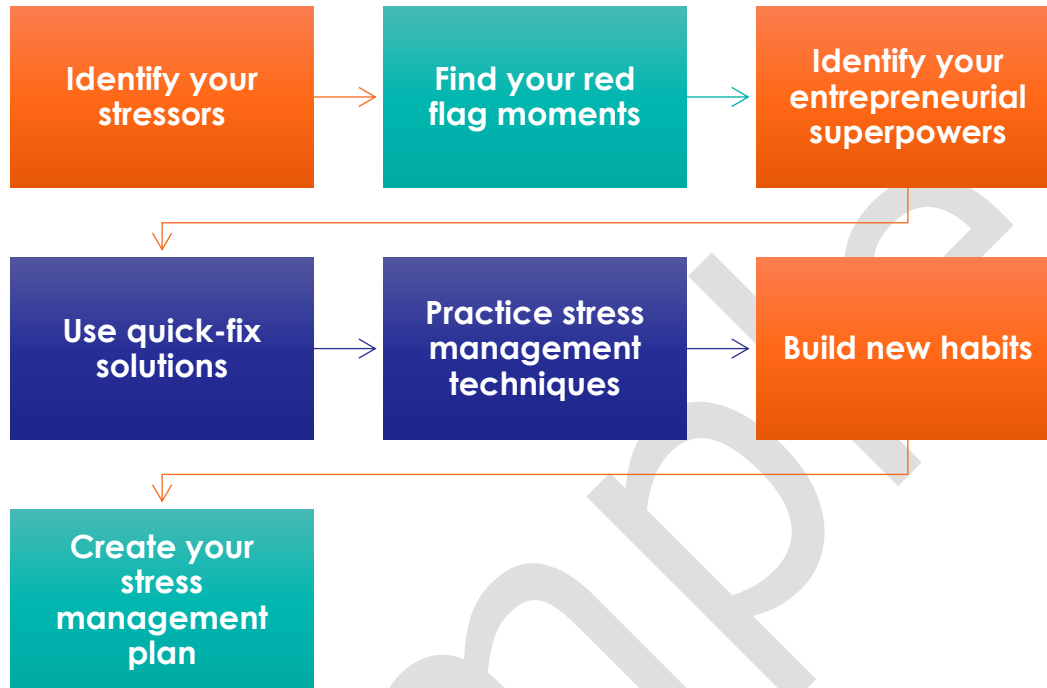 Identify your
stressors
Find your red
flag moments
Identify your
entrepreneurial
superpowers
Use quick-fix
solutions
Practice stress
management
techniques
Build new habits
Create your
stress
management
plan